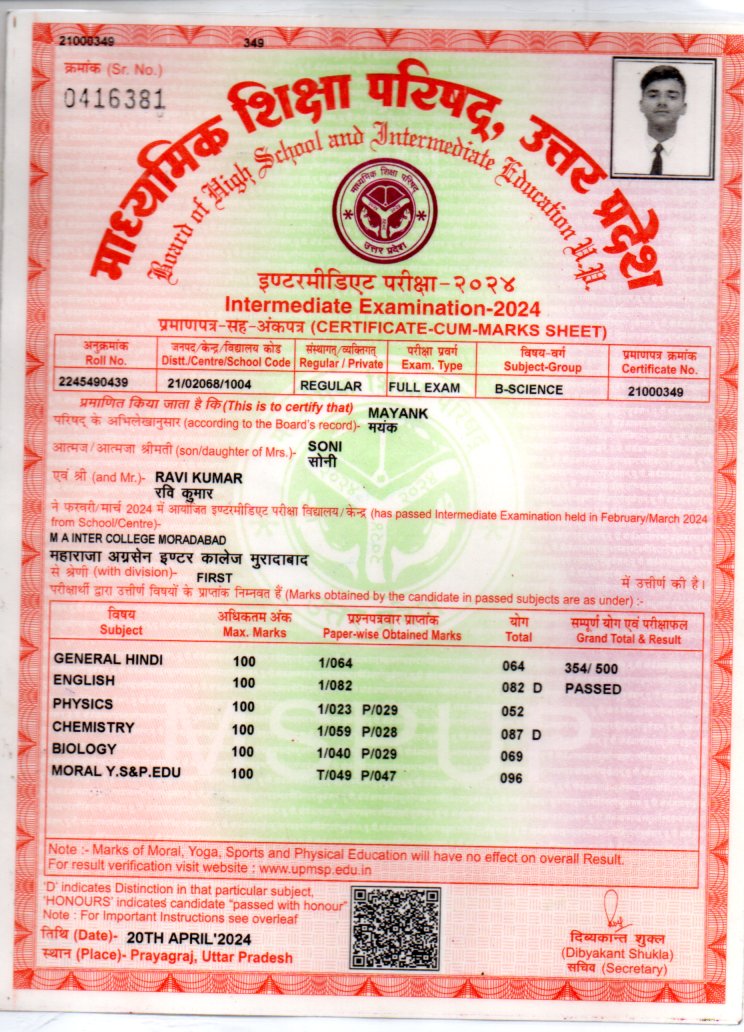 21000349 349
क्रमांक (Sr. No.)
0416381
माध्यमिक शिक्षा परिषद्, उत्तर प्रदेश
Board of High School and Intermediate Education U.P.
माध्यमिक शिक्षा परिषद्
उत्तर प्रदेश
इण्टरमीडिएट परीक्षा-२०२४
Intermediate Examination-2024
प्रमाणपत्र-सह-अंकपत्र (CERTIFICATE-CUM-MARKS SHEET)
अनुक्रमांक जनपद/केन्द्र/विद्यालय कोड संस्थागत/व्यक्तिगत परीक्षा प्रवर्ग विषय-वर्ग प्रमाणपत्र क्रमांक
Roll No. Distt./Centre/School Code Regular / Private Exam. Type Subject-Group Certificate No.
2245490439 21/02068/1004 REGULAR FULL EXAM B-SCIENCE 21000349
प्रमाणित किया जाता है कि (This is to certify that) MAYANK
परिषद के अभिलेखानुसार (according to the Board's record)- मयंक
आत्मज/आत्मजा श्रीमती (son/daughter of Mrs.)- SONI
सोनी
एवं श्री (and Mr.)- RAVI KUMAR
रवि कुमार
ने फरवरी/मार्च 2024 में आयोजित इण्टरमीडिएट परीक्षा विद्यालय/केन्द्र (has passed Intermediate Examination held in February/March 2024
from School/Centre)-
M A INTER COLLEGE MORADABAD
महाराजा अग्रसेन इण्टर कालेज मुरादाबाद
से श्रेणी (with division)- FIRST में उत्तीर्ण की है।
परीक्षार्थी द्वारा उत्तीर्ण विषयों के प्राप्तांक निम्नवत हैं (Marks obtained by the candidate in passed subjects are as under) :-
विषय अधिकतम अंक प्रश्नपत्रवार प्राप्तांक योग सम्पूर्ण योग एवं परीक्षाफल
Subject Max. Marks Paper-wise Obtained Marks Total Grand Total & Result
GENERAL HINDI 100 1/064 064 354/ 500
ENGLISH 100 1/082 082 D PASSED
PHYSICS 100 1/023 P/029 052
CHEMISTRY 100 1/059 P/028 087 D
BIOLOGY 100 1/040 P/029 069
MORAL Y.S&P.EDU 100 T/049 P/047 096
MSPUP
Note :- Marks of Moral, Yoga, Sports and Physical Education will have no effect on overall Result.
For result verification visit website : www.upmsp.edu.in
'D' indicates Distinction in that particular subject,
'HONOURS' indicates candidate "passed with honour"
Note : For Important Instructions see overleaf
तिथि (Date)- 20TH APRIL'2024
स्थान (Place)- Prayagraj, Uttar Pradesh
दिब्यकान्त शुक्ल
(Dibyakant Shukla)
सचिव (Secretary)